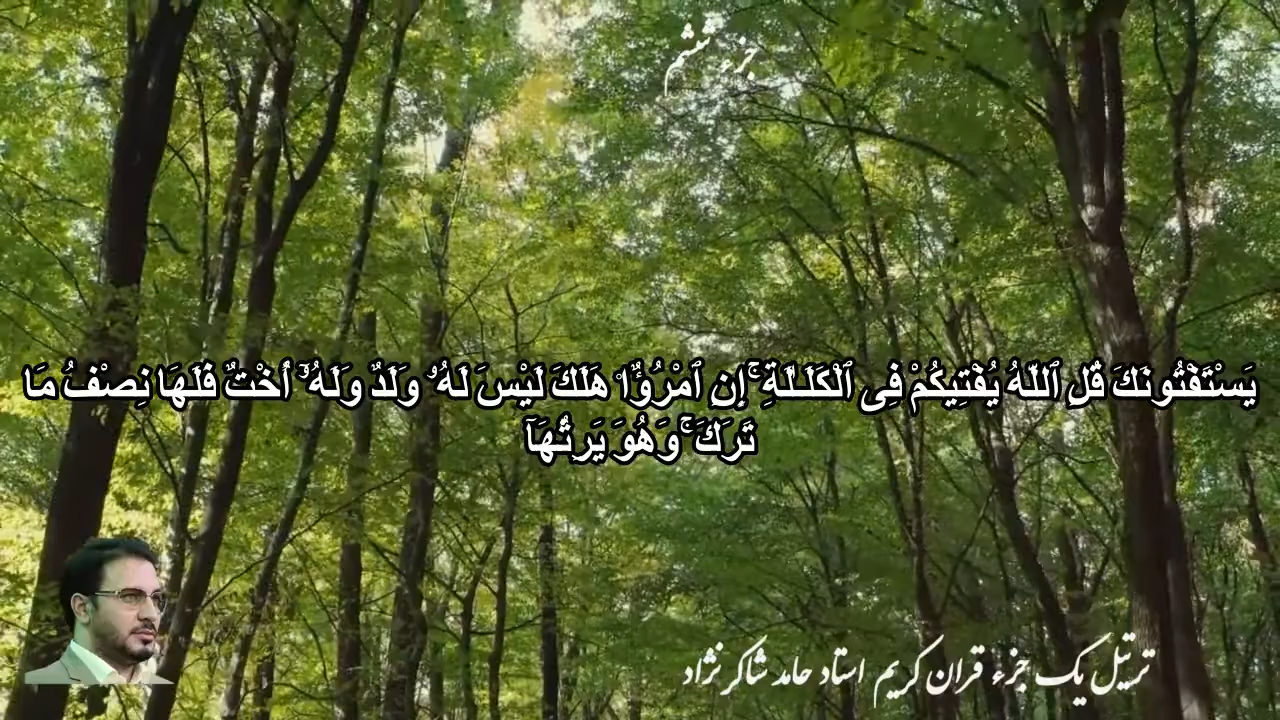 جزء ششم
يَسْتَفْتُونَكَ قُلِ ٱللَّهُ يُفْتِيكُمْ فِى ٱلْكَلَـٰلَةِ ۚ إِنِ ٱمْرُؤٌا۟ هَلَكَ لَيْسَ لَهُۥ وَلَدٌ وَلَهُۥٓ أُخْتٌ فَلَهَا نِصْفُ مَا
تَرَكَ ۚ وَهُوَ يَرِثُهَآ
ترتیل یک جزء قران کریم استاد حامد شاکرنژاد